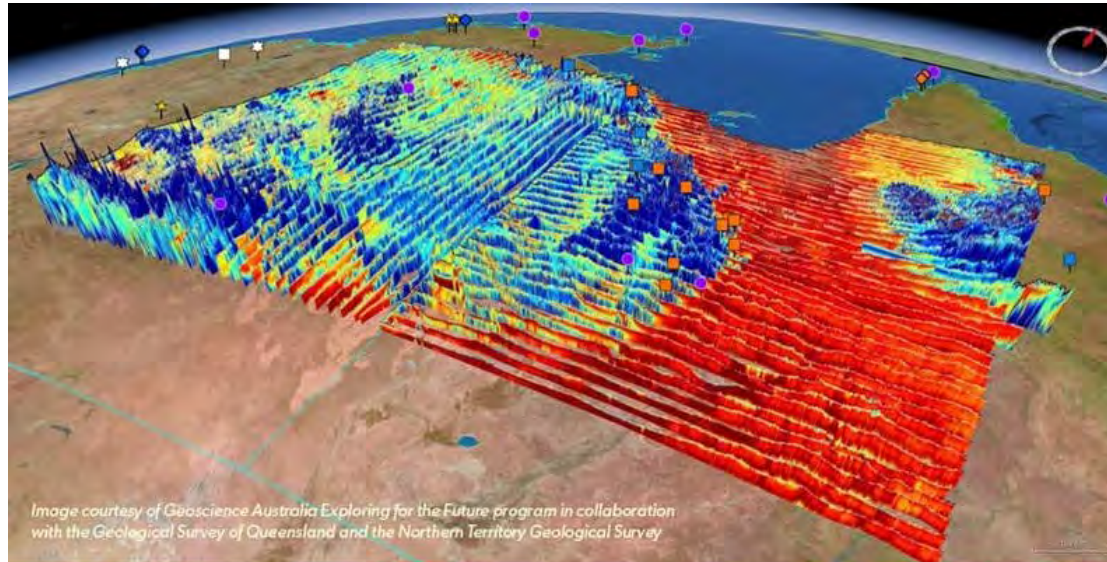 Image courtesy of Geoscience Australia Exploring for the Future program in collaboration
with the Geological Survey of Queensland and the Northern Territory Geological Survey